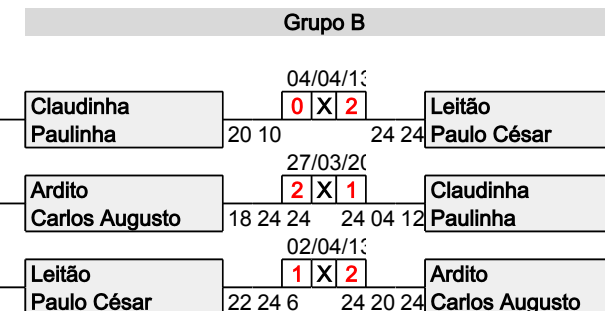 Grupo B
04/04/13
Claudinha 0 X 2 Leitão
Paulinha 20 10 24 24 Paulo César
27/03/20
Ardito 2 X 1 Claudinha
Carlos Augusto 18 24 24 24 04 12 Paulinha
02/04/13
Leitão 1 X 2 Ardito
Paulo César 22 24 6 24 20 24 Carlos Augusto